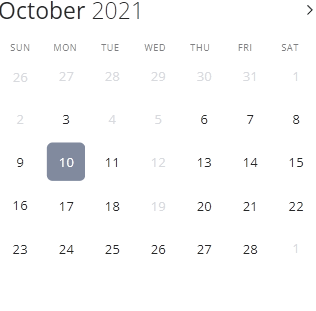 October 2021
SUN MON TUE WED THU FRI SAT
26 27 28 29 30 31 1
2 3 4 5 6 7 8
9 10 11 12 13 14 15
16 17 18 19 20 21 22
23 24 25 26 27 28 1